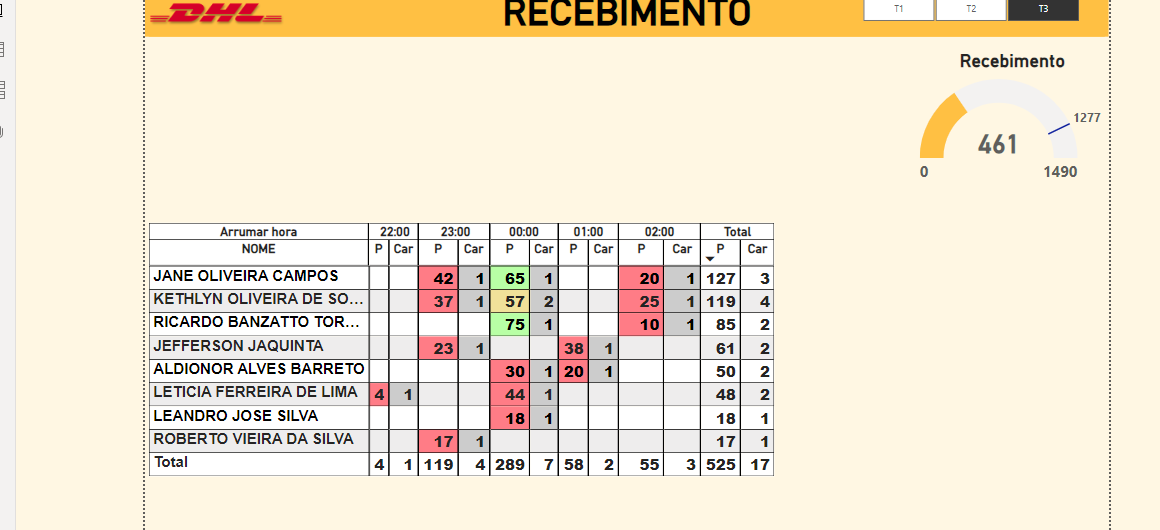 DHL
RECEBIMENTO
T1 T2 T3
Recebimento
1277
461
0 1490
Arrumar hora 22:00 23:00 00:00 01:00 02:00 Total
NOME P Car P Car P Car P Car P Car P Car
JANE OLIVEIRA CAMPOS 42 1 65 1 20 1 127 3
KETHLYN OLIVEIRA DE SO... 37 1 57 2 25 1 119 4
RICARDO BANZATTO TOR... 75 1 10 1 85 2
JEFFERSON JAQUINTA 23 1 38 1 61 2
ALDIONOR ALVES BARRETO 30 1 20 1 50 2
LETICIA FERREIRA DE LIMA 4 1 44 1 48 2
LEANDRO JOSE SILVA 18 1 18 1
ROBERTO VIEIRA DA SILVA 17 1 17 1
Total 4 1 119 4 289 7 58 2 55 3 525 17